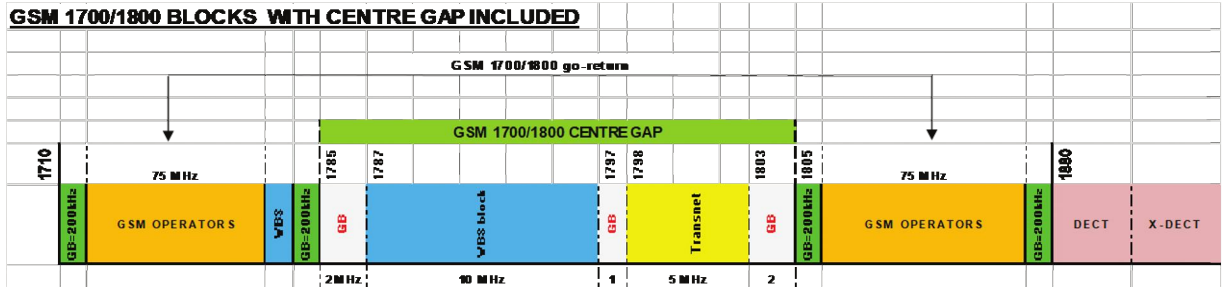 GSM 1700/1800 BLOCKS WITH CENTRE GAP INCLUDED
GSM 1700/1800 go-return
GSM 1700/1800 CENTRE GAP
1710
75 MHz
1785
1787
1797
1798
1803
1805
75 MHz
1880
GB=200kHz
GSM OPERATORS
WBS
GB=200kHz
GB
WBS block
GB
Transnet
GB
GB=200kHz
GSM OPERATORS
GB=200kHz
DECT
X-DECT
2MHz
10 MHz
1
5 MHz
2